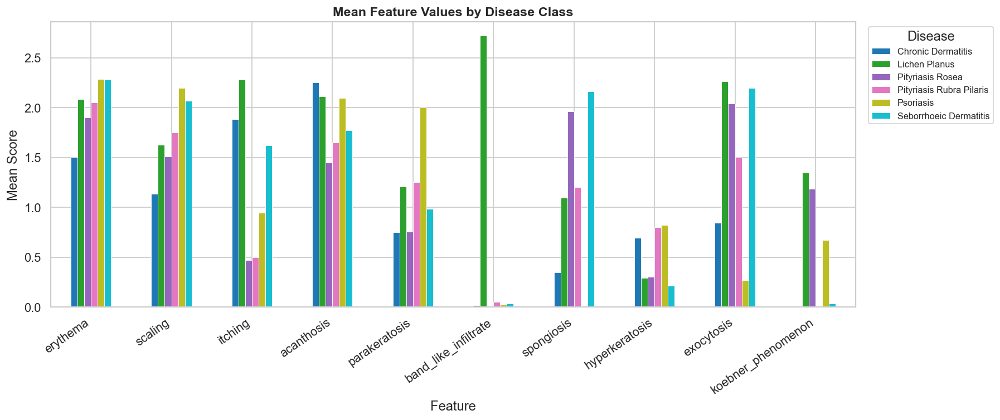 Mean Feature Values by Disease Class
Mean Score
2.5
2.0
1.5
1.0
0.5
0.0
erythema
scaling
itching
acanthosis
parakeratosis
band_like_infiltrate
spongiosis
hyperkeratosis
exocytosis
koebner_phenomenon
Feature
Disease
Chronic Dermatitis
Lichen Planus
Pityriasis Rosea
Pityriasis Rubra Pilaris
Psoriasis
Seborrhoeic Dermatitis